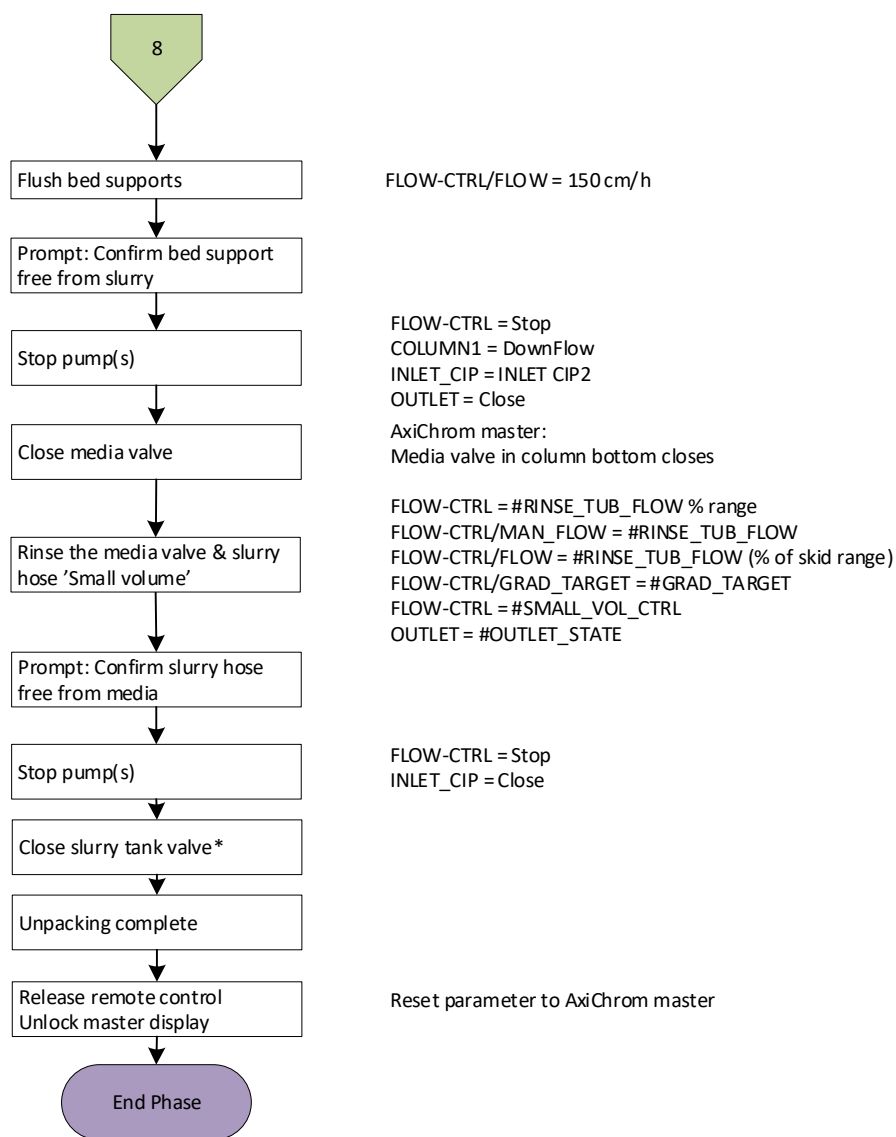 8
Flush bed supports
FLOW-CTRL/FLOW = 150 cm/h
Prompt: Confirm bed support
free from slurry
Stop pump(s)
FLOW-CTRL = Stop
COLUMN1 = DownFlow
INLET_CIP = INLET CIP2
OUTLET = Close
Close media valve
AxiChrom master:
Media valve in column bottom closes
Rinse the media valve & slurry
hose ’Small volume’
FLOW-CTRL = #RINSE_TUB_FLOW % range
FLOW-CTRL/MAN_FLOW = #RINSE_TUB_FLOW
FLOW-CTRL/FLOW = #RINSE_TUB_FLOW (% of skid range)
FLOW-CTRL/GRAD_TARGET = #GRAD_TARGET
FLOW-CTRL = #SMALL_VOL_CTRL
OUTLET = #OUTLET_STATE
Prompt: Confirm slurry hose
free from media
Stop pump(s)
FLOW-CTRL = Stop
INLET_CIP = Close
Close slurry tank valve*
Unpacking complete
Release remote control
Unlock master display
Reset parameter to AxiChrom master
End Phase